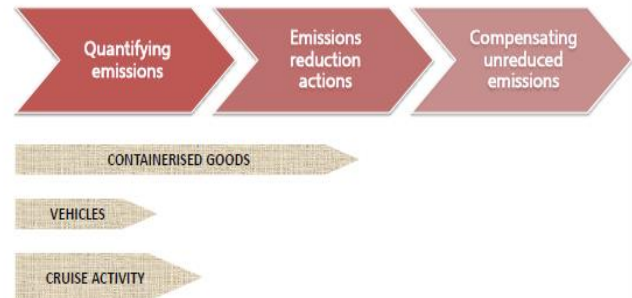 Quantifying
emissions
Emissions
reduction
actions
Compensating
unreduced
emissions
CONTAINERISED GOODS
VEHICLES
CRUISE ACTIVITY